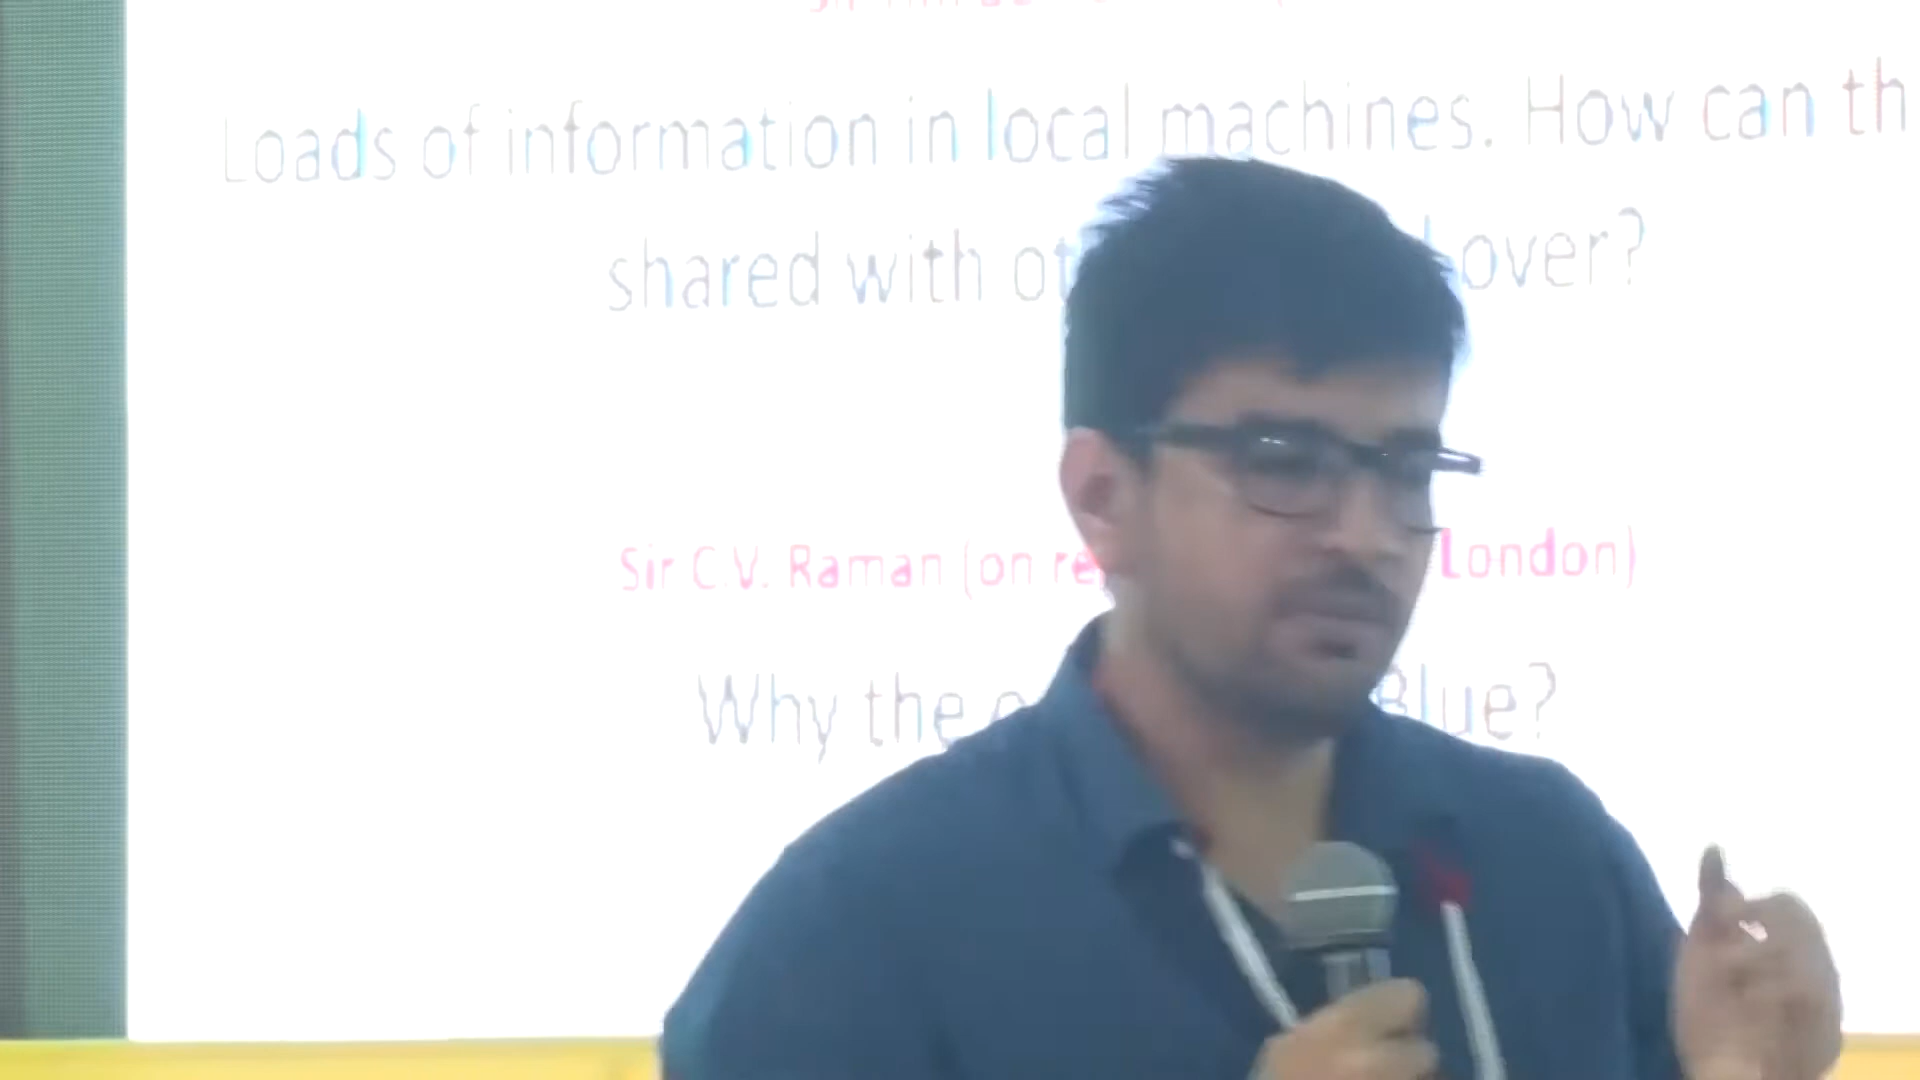 Loads of information in local machines. How can th
shared with ot over?
Sir C.V. Raman (on re London)
Why the Blue?